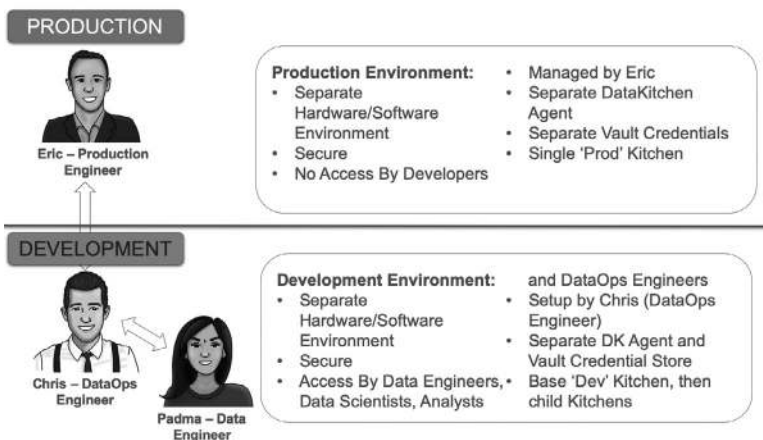 PRODUCTION
Eric – Production
Engineer
Production Environment:
• Separate
Hardware/Software
Environment
• Secure
• No Access By Developers
• Managed by Eric
• Separate DataKitchen
Agent
• Separate Vault Credentials
• Single ‘Prod’ Kitchen
DEVELOPMENT
Chris – DataOps
Engineer
Padma – Data
Engineer
Development Environment:
• Separate
Hardware/Software
Environment
• Secure
• Access By Data Engineers,
Data Scientists, Analysts
and DataOps Engineers
• Setup by Chris (DataOps
Engineer)
• Separate DK Agent and
Vault Credential Store
• Base ‘Dev’ Kitchen, then
child Kitchens